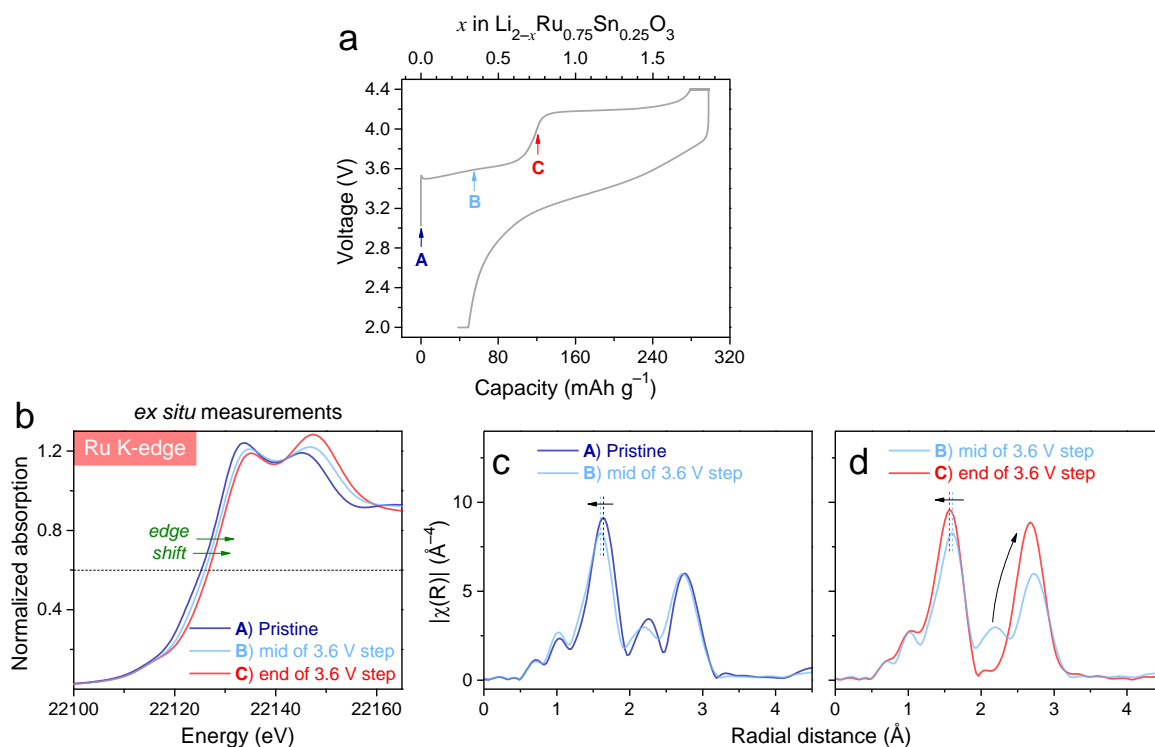 a
x in Li₂₋ₓRu₀.₇₅Sn₀.₂₅O₃
0.0 0.5 1.0 1.5
4.4
4.0
3.6
3.2
2.8
2.4
2.0
Voltage (V)
A
B
C
0 80 160 240 320
Capacity (mAh g⁻¹)
b
ex situ measurements
Ru K-edge
1.2
0.8
0.4
Normalized absorption
edge
shift
A) Pristine
B) mid of 3.6 V step
C) end of 3.6 V step
22100 22120 22140 22160
Energy (eV)
c
A) Pristine
B) mid of 3.6 V step
10
5
0
|χ(R)| (Å⁻⁴)
0 1 2 3 4
d
B) mid of 3.6 V step
C) end of 3.6 V step
0 1 2 3 4
Radial distance (Å)